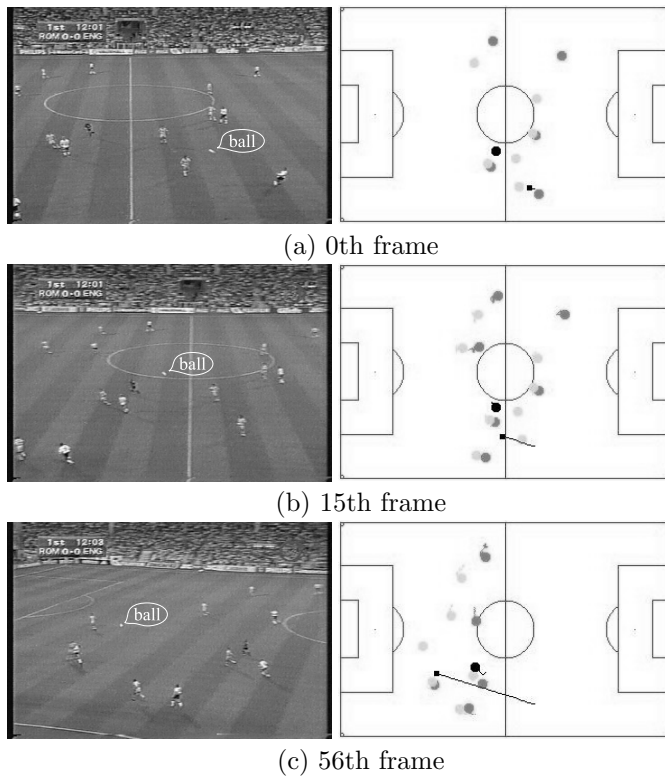 1st 12:01
ROM 0-0 ENG
ball
(a) 0th frame
1st 12:01
ROM 0-0 ENG
ball
(b) 15th frame
1st 12:03
ROM 0-0 ENG
ball
(c) 56th frame